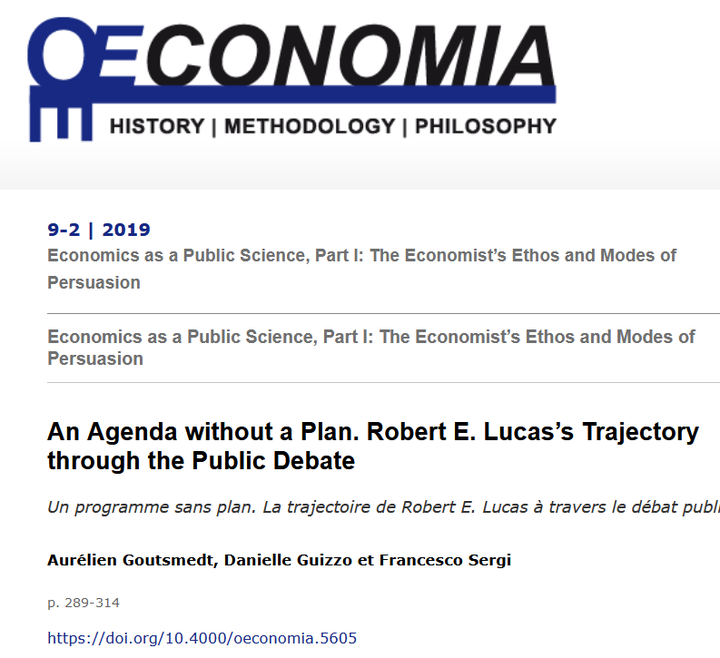 OECONOMIA
HISTORY | METHODOLOGY | PHILOSOPHY
9-2 | 2019
Economics as a Public Science, Part I: The Economist’s Ethos and Modes of
Persuasion
Economics as a Public Science, Part I: The Economist’s Ethos and Modes of
Persuasion
An Agenda without a Plan. Robert E. Lucas’s Trajectory
through the Public Debate
Un programme sans plan. La trajectoire de Robert E. Lucas à travers le débat publi
Aurélien Goutsmedt, Danielle Guizzo et Francesco Sergi
p. 289-314
https://doi.org/10.4000/oeconomia.5605